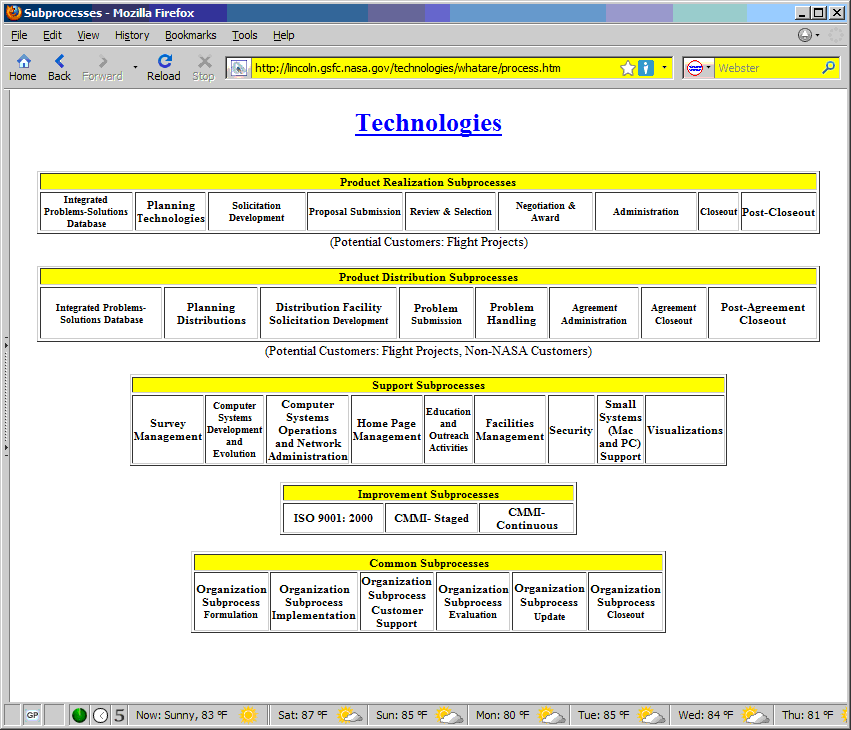 Subprocesses - Mozilla Firefox
File Edit View History Bookmarks Tools Help
Home Back Forward Reload Stop http://lincoln.gsfc.nasa.gov/technologies/whatare/process.htm Webster
Technologies
Product Realization Subprocesses
Integrated Problems-Solutions Database
Planning Technologies
Solicitation Development
Proposal Submission
Review & Selection
Negotiation & Award
Administration
Closeout
Post-Closeout
(Potential Customers: Flight Projects)
Product Distribution Subprocesses
Integrated Problems-Solutions Database
Planning Distributions
Distribution Facility Solicitation Development
Problem Submission
Problem Handling
Agreement Administration
Agreement Closeout
Post-Agreement Closeout
(Potential Customers: Flight Projects, Non-NASA Customers)
Support Subprocesses
Survey Management
Computer Systems Development and Evolution
Computer Systems Operations and Network Administration
Home Page Management
Education and Outreach Activities
Facilities Management
Security
Small Systems (Mac and PC) Support
Visualizations
Improvement Subprocesses
ISO 9001: 2000
CMMI- Staged
CMMI- Continuous
Common Subprocesses
Organization Subprocess Formulation
Organization Subprocess Implementation
Organization Subprocess Customer Support
Organization Subprocess Evaluation
Organization Subprocess Update
Organization Subprocess Closeout
GP 5 Now: Sunny, 83 ºF Sat: 87 ºF Sun: 85 ºF Mon: 80 ºF Tue: 85 ºF Wed: 84 ºF Thu: 81 ºF